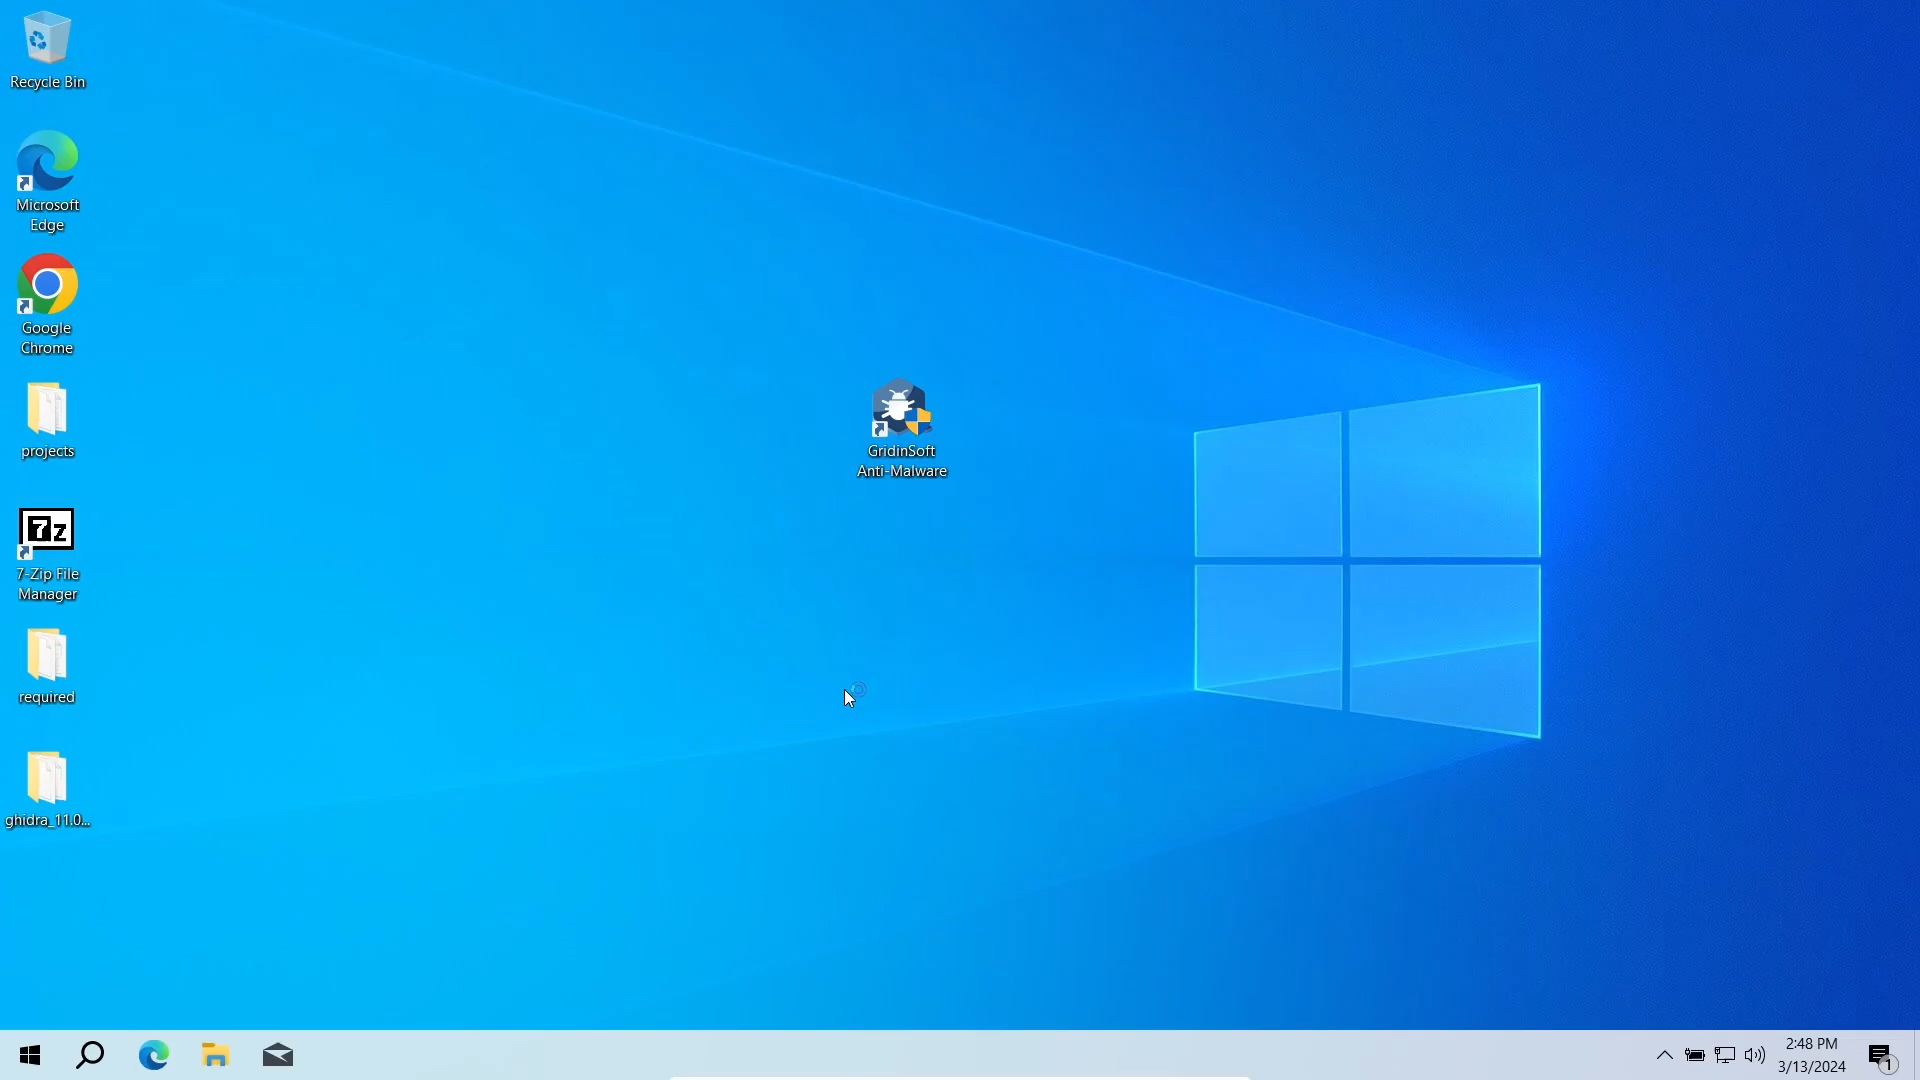 Recycle Bin
Microsoft
Edge
Google
Chrome
projects
7z
7-Zip File
Manager
required
ghidra_11.0...
GridinSoft
Anti-Malware
2:48 PM
3/13/2024
1